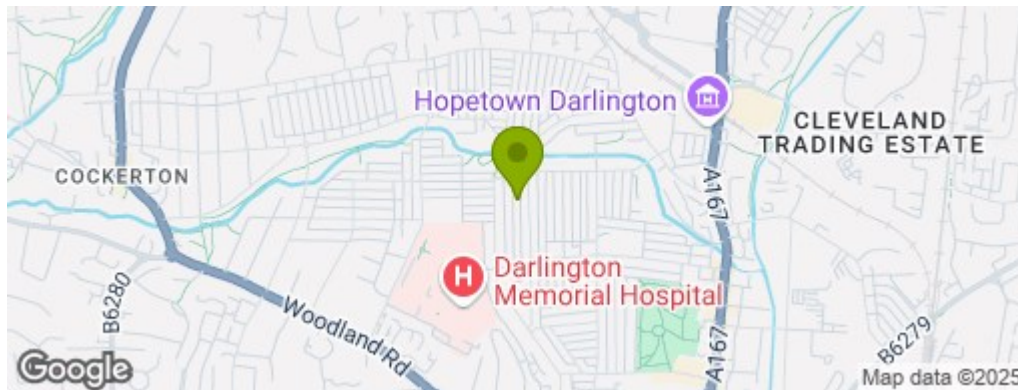 Hopetown Darlington
CLEVELAND
TRADING ESTATE
COCKERTON
A167
H
Darlington
Memorial Hospital
B6280
Woodland Rd
A167
B6279
Google
Map data ©2025